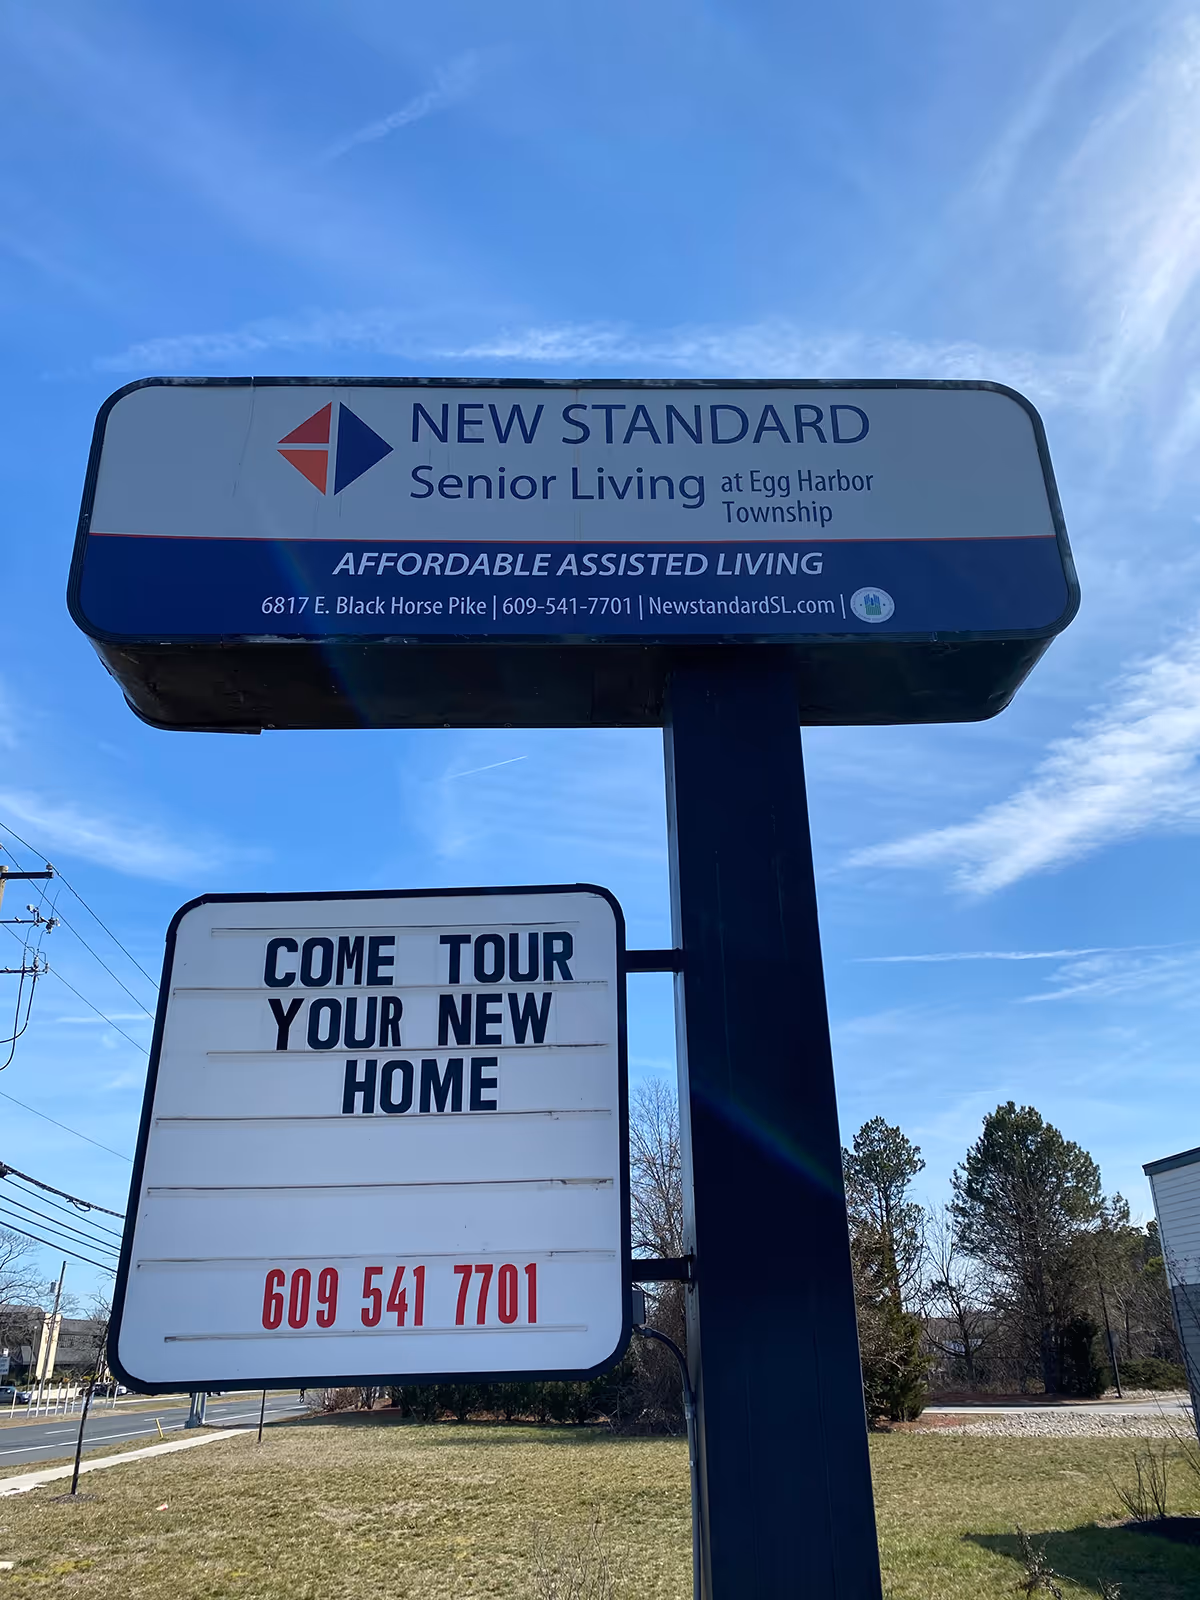 NEW STANDARD
Senior Living at Egg Harbor
Township
AFFORDABLE ASSISTED LIVING
6817 E. Black Horse Pike | 609-541-7701 | NewstandardSL.com |
COME TOUR
YOUR NEW
HOME
609 541 7701